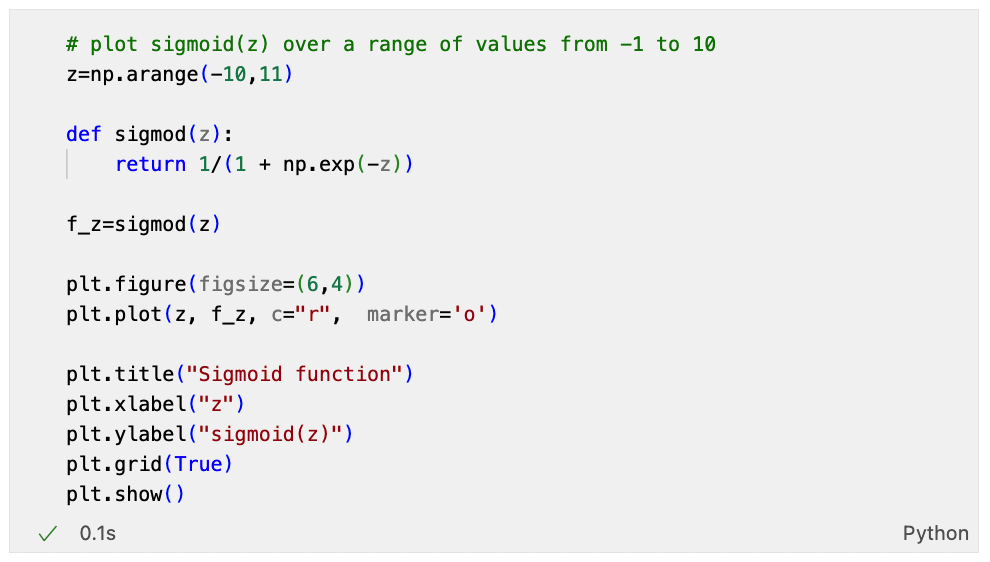 # plot sigmoid(z) over a range of values from -1 to 10
z=np.arange(-10,11)
def sigmod(z):
    return 1/(1 + np.exp(-z))
f_z=sigmod(z)
plt.figure(figsize=(6,4))
plt.plot(z, f_z, c="r",  marker='o')
plt.title("Sigmoid function")
plt.xlabel("z")
plt.ylabel("sigmoid(z)")
plt.grid(True)
plt.show()
0.1s
Python